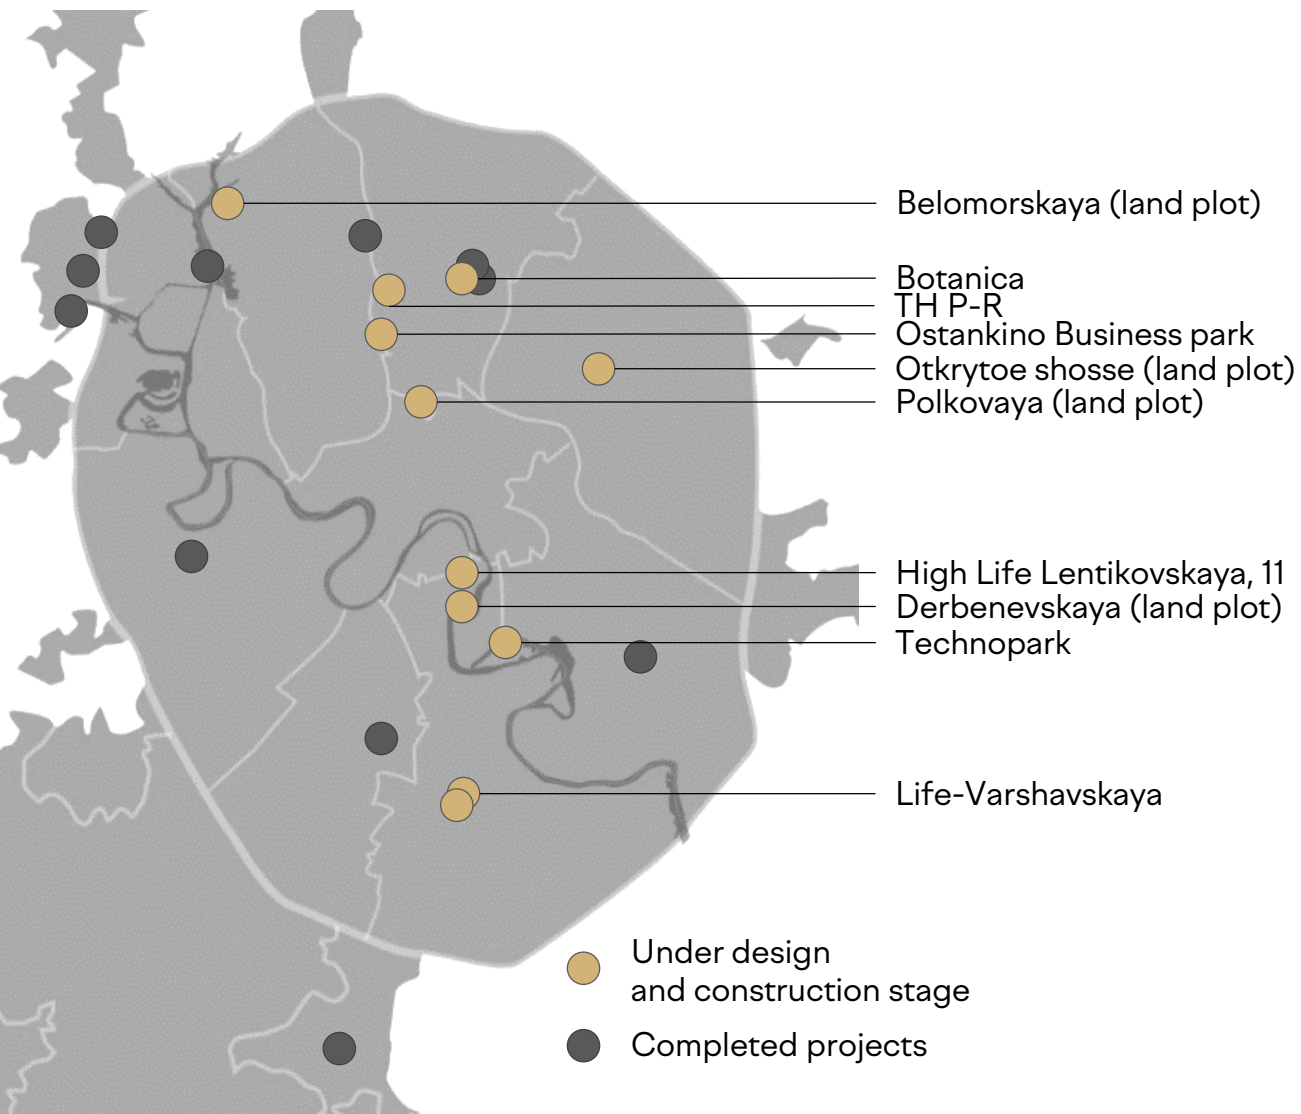 Belomorskaya (land plot)
Botanica
TH P-R
Ostankino Business park
Otkrytoe shosse (land plot)
Polkovaya (land plot)
High Life Lentikovskaya, 11
Derbenevskaya (land plot)
Technopark
Life-Varshavskaya
Under design
and construction stage
Completed projects